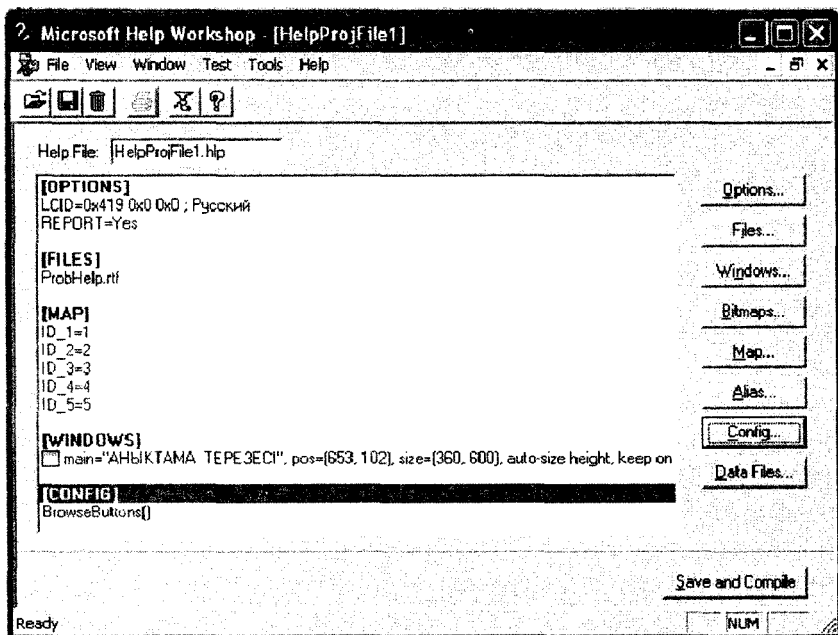 Microsoft Help Workshop - [HelpProjFile1]
File View Window Test Tools Help
Help File: HelpProjFile1.hlp
[OPTIONS]
LCID=0x419 0x0 0x0 ; Русский
REPORT=Yes
[FILES]
ProbHelp.rtf
[MAP]
ID_1=1
ID_2=2
ID_3=3
ID_4=4
ID_5=5
[WINDOWS]
main="АНЫКТАМА ТЕРЕЗЕСІ", pos=(653, 102), size=(360, 600), auto-size height, keep on
[CONFIG]
BrowseButtons()
Options...
Files...
Windows...
Bitmaps...
Map...
Alias...
Config...
Data Files...
Save and Compile
Ready
NUM